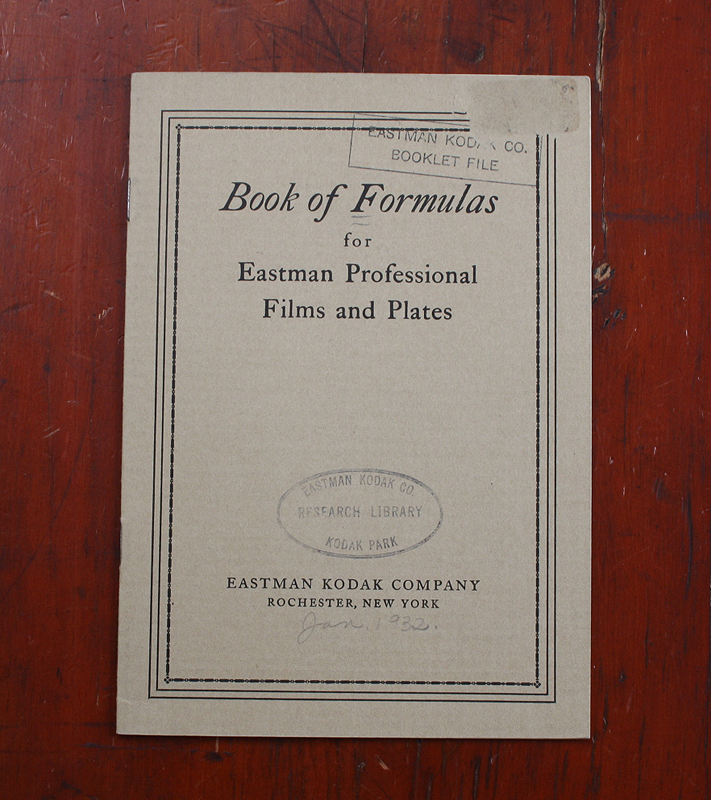 EASTMAN KODAK CO.
BOOKLET FILE
Book of Formulas
for
Eastman Professional
Films and Plates
EASTMAN KODAK CO.
RESEARCH LIBRARY
KODAK PARK
EASTMAN KODAK COMPANY
ROCHESTER, NEW YORK
Jan. 1932.